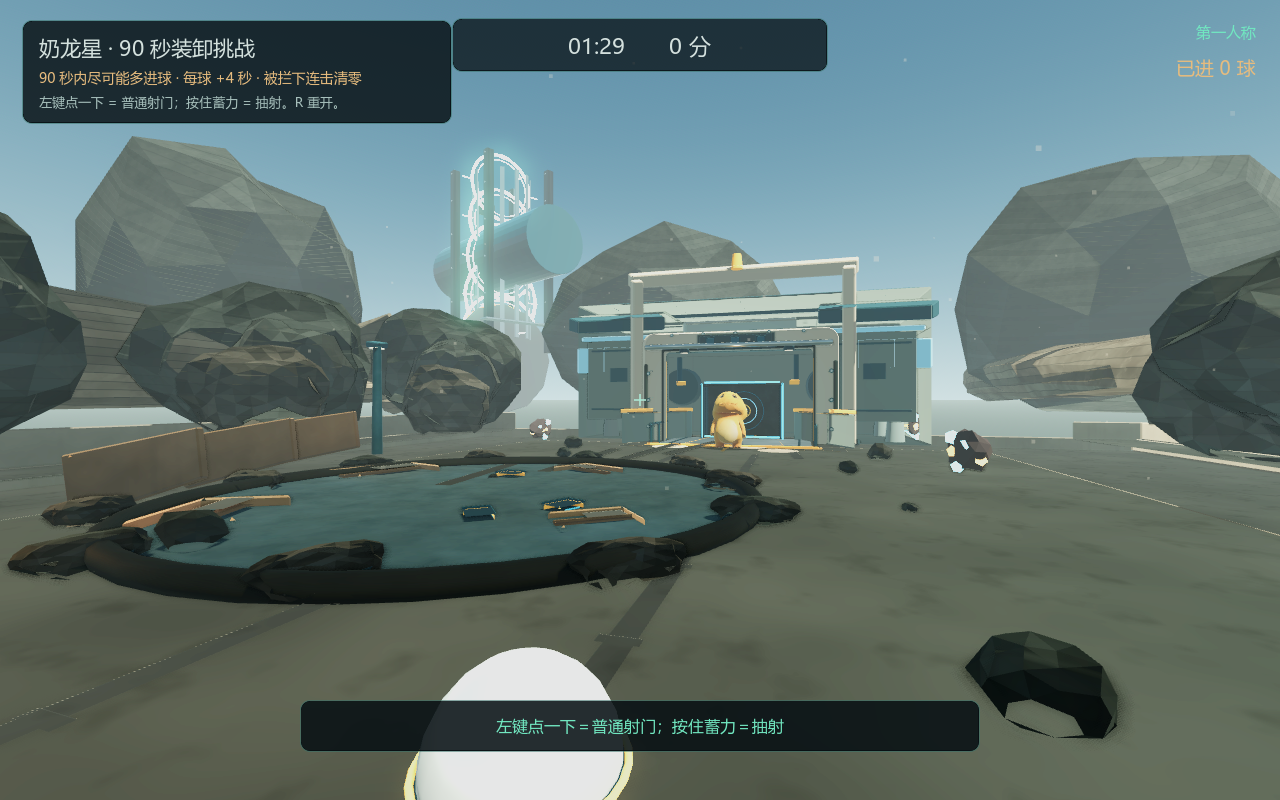 奶龙星 · 90 秒装卸挑战
90 秒内尽可能多进球 · 每球 +4 秒 · 被拦下连击清零
左键点一下 = 普通射门；按住蓄力 = 抽射。R 重开。
01:29 0 分
第一人称
已进 0 球
左键点一下 = 普通射门；按住蓄力 = 抽射